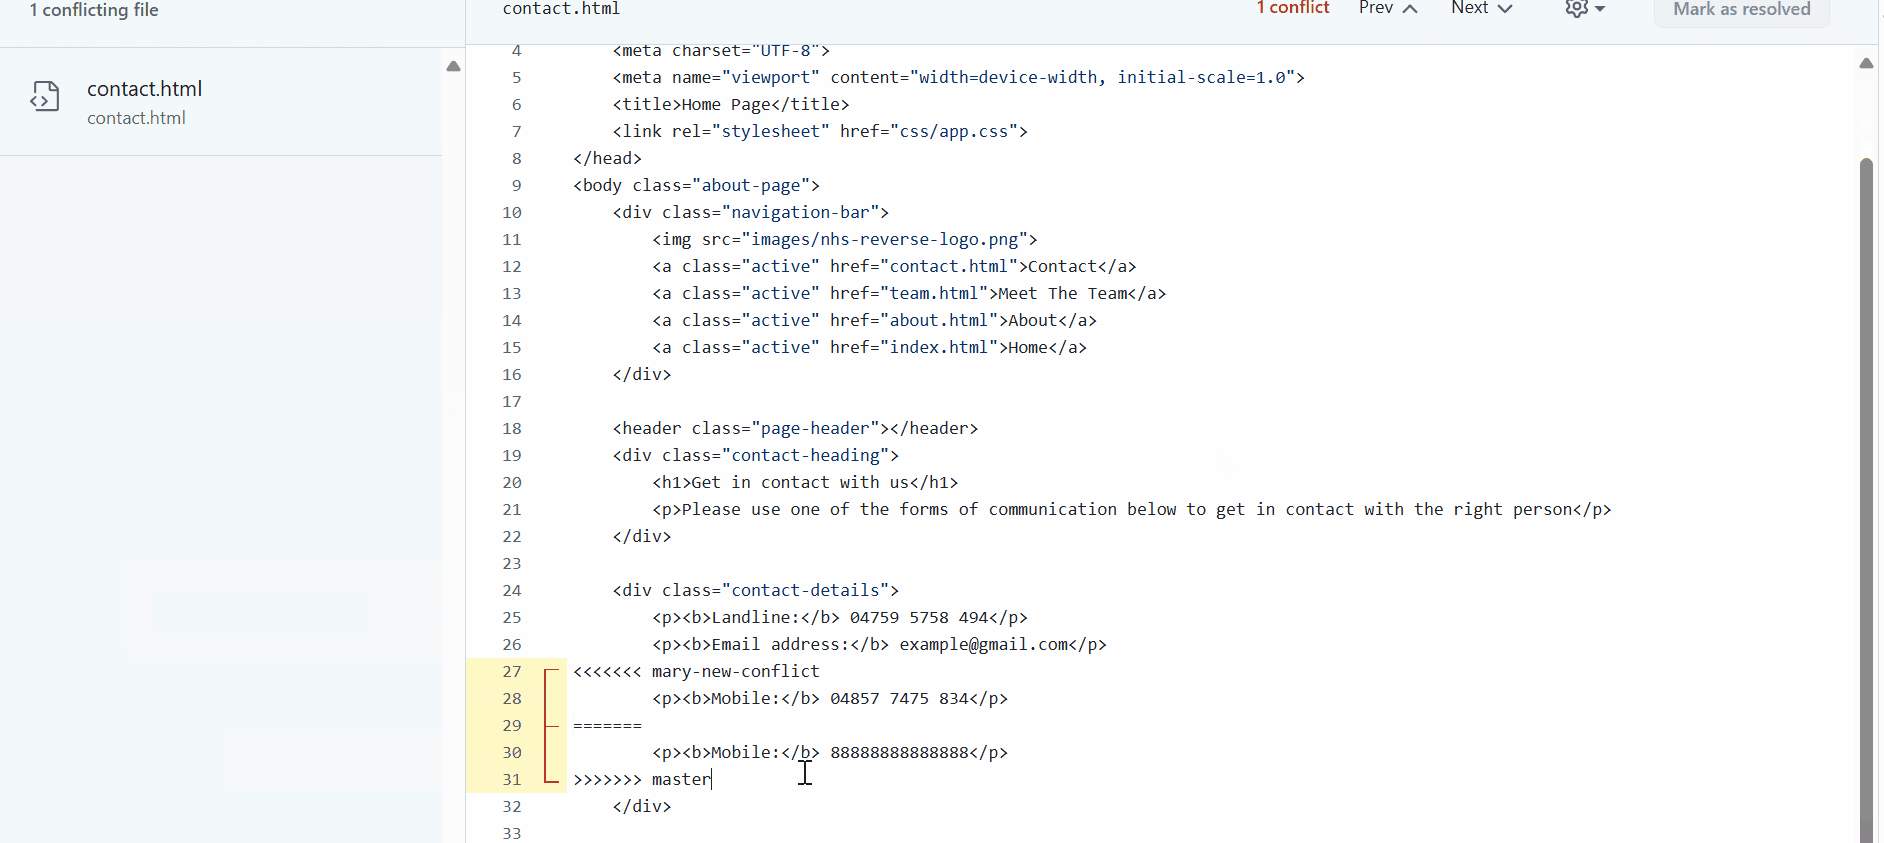 1 conflicting file
contact.html
contact.html
contact.html 1 conflict Prev Next Mark as resolved
4 <meta charset="UTF-8">
5 <meta name="viewport" content="width=device-width, initial-scale=1.0">
6 <title>Home Page</title>
7 <link rel="stylesheet" href="css/app.css">
8 </head>
9 <body class="about-page">
10 <div class="navigation-bar">
11 <img src="images/nhs-reverse-logo.png">
12 <a class="active" href="contact.html">Contact</a>
13 <a class="active" href="team.html">Meet The Team</a>
14 <a class="active" href="about.html">About</a>
15 <a class="active" href="index.html">Home</a>
16 </div>
17
18 <header class="page-header"></header>
19 <div class="contact-heading">
20 <h1>Get in contact with us</h1>
21 <p>Please use one of the forms of communication below to get in contact with the right person</p>
22 </div>
23
24 <div class="contact-details">
25 <p><b>Landline:</b> 04759 5758 494</p>
26 <p><b>Email address:</b> example@gmail.com</p>
27 <<<<<<< mary-new-conflict
28 <p><b>Mobile:</b> 04857 7475 834</p>
29 =======
30 <p><b>Mobile:</b> 88888888888888</p>
31 >>>>>>> master
32 </div>
33